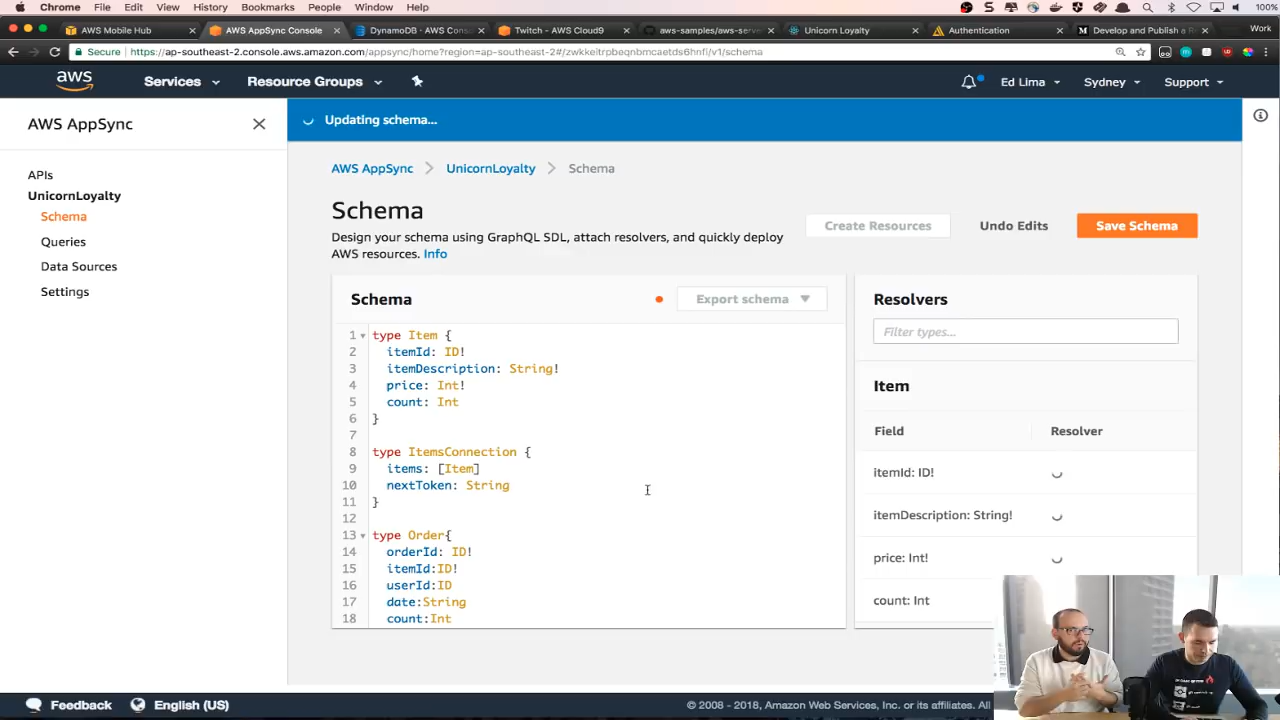 Chrome File Edit View History Bookmarks People Window Help 100%
AWS Mobile Hub AWS AppSync Console DynamoDB · AWS Cons Twitch - AWS Cloud9 aws-samples/aws-serve Unicorn Loyalty Authentication Develop and Publish a R Work
Secure https://ap-southeast-2.console.aws.amazon.com/appsync/home?region=ap-southeast-2#/zwkkeitrpbeqnbmcaetds6hnfi/v1/schema
aws Services Resource Groups Ed Lima Sydney Support
AWS AppSync
Updating schema...
APIs
UnicornLoyalty
Schema
Queries
Data Sources
Settings
AWS AppSync UnicornLoyalty Schema
Schema
Design your schema using GraphQL SDL, attach resolvers, and quickly deploy
AWS resources. Info
Create Resources Undo Edits Save Schema
Schema Export schema
1 type Item {
2 itemId: ID!
3 itemDescription: String!
4 price: Int!
5 count: Int
6 }
7
8 type ItemsConnection {
9 items: [Item]
10 nextToken: String
11 }
12
13 type Order{
14 orderId: ID!
15 itemId:ID!
16 userId:ID
17 date:String
18 count:Int
Resolvers
Filter types...
Item
Field Resolver
itemId: ID!
itemDescription: String!
price: Int!
count: Int
Feedback English (US) © 2008 - 2018, Amazon Web Services, Inc. or its affiliates. All